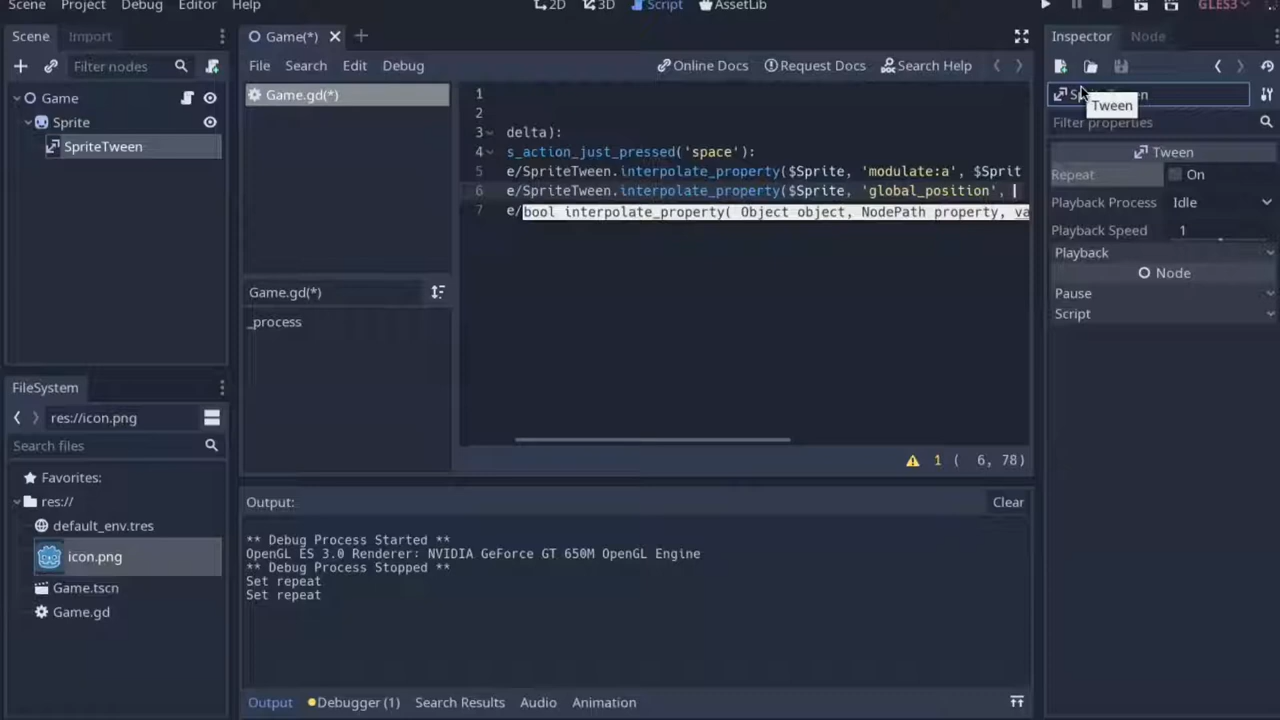 Scene Project Debug Editor Help 2D 3D Script AssetLib GLES3
Scene Import
Filter nodes
Game
Sprite
SpriteTween
FileSystem
res://icon.png
Search files
Favorites:
res://
default_env.tres
icon.png
Game.tscn
Game.gd
Game(*)
File Search Edit Debug Online Docs Request Docs Search Help
Game.gd(*)
Game.gd(*)
_process
1
2
3 delta):
4 s_action_just_pressed('space'):
5 e/SpriteTween.interpolate_property($Sprite, 'modulate:a', $Sprit
6 e/SpriteTween.interpolate_property($Sprite, 'global_position',
7 e/
bool interpolate_property( Object object, NodePath property, va
1 ( 6, 78)
Output: Clear
** Debug Process Started **
OpenGL ES 3.0 Renderer: NVIDIA GeForce GT 650M OpenGL Engine
** Debug Process Stopped **
Set repeat
Set repeat
Output Debugger (1) Search Results Audio Animation
Inspector Node
Tween
Filter properties
Tween
Repeat On
Playback Process Idle
Playback Speed 1
Playback
Node
Pause
Script